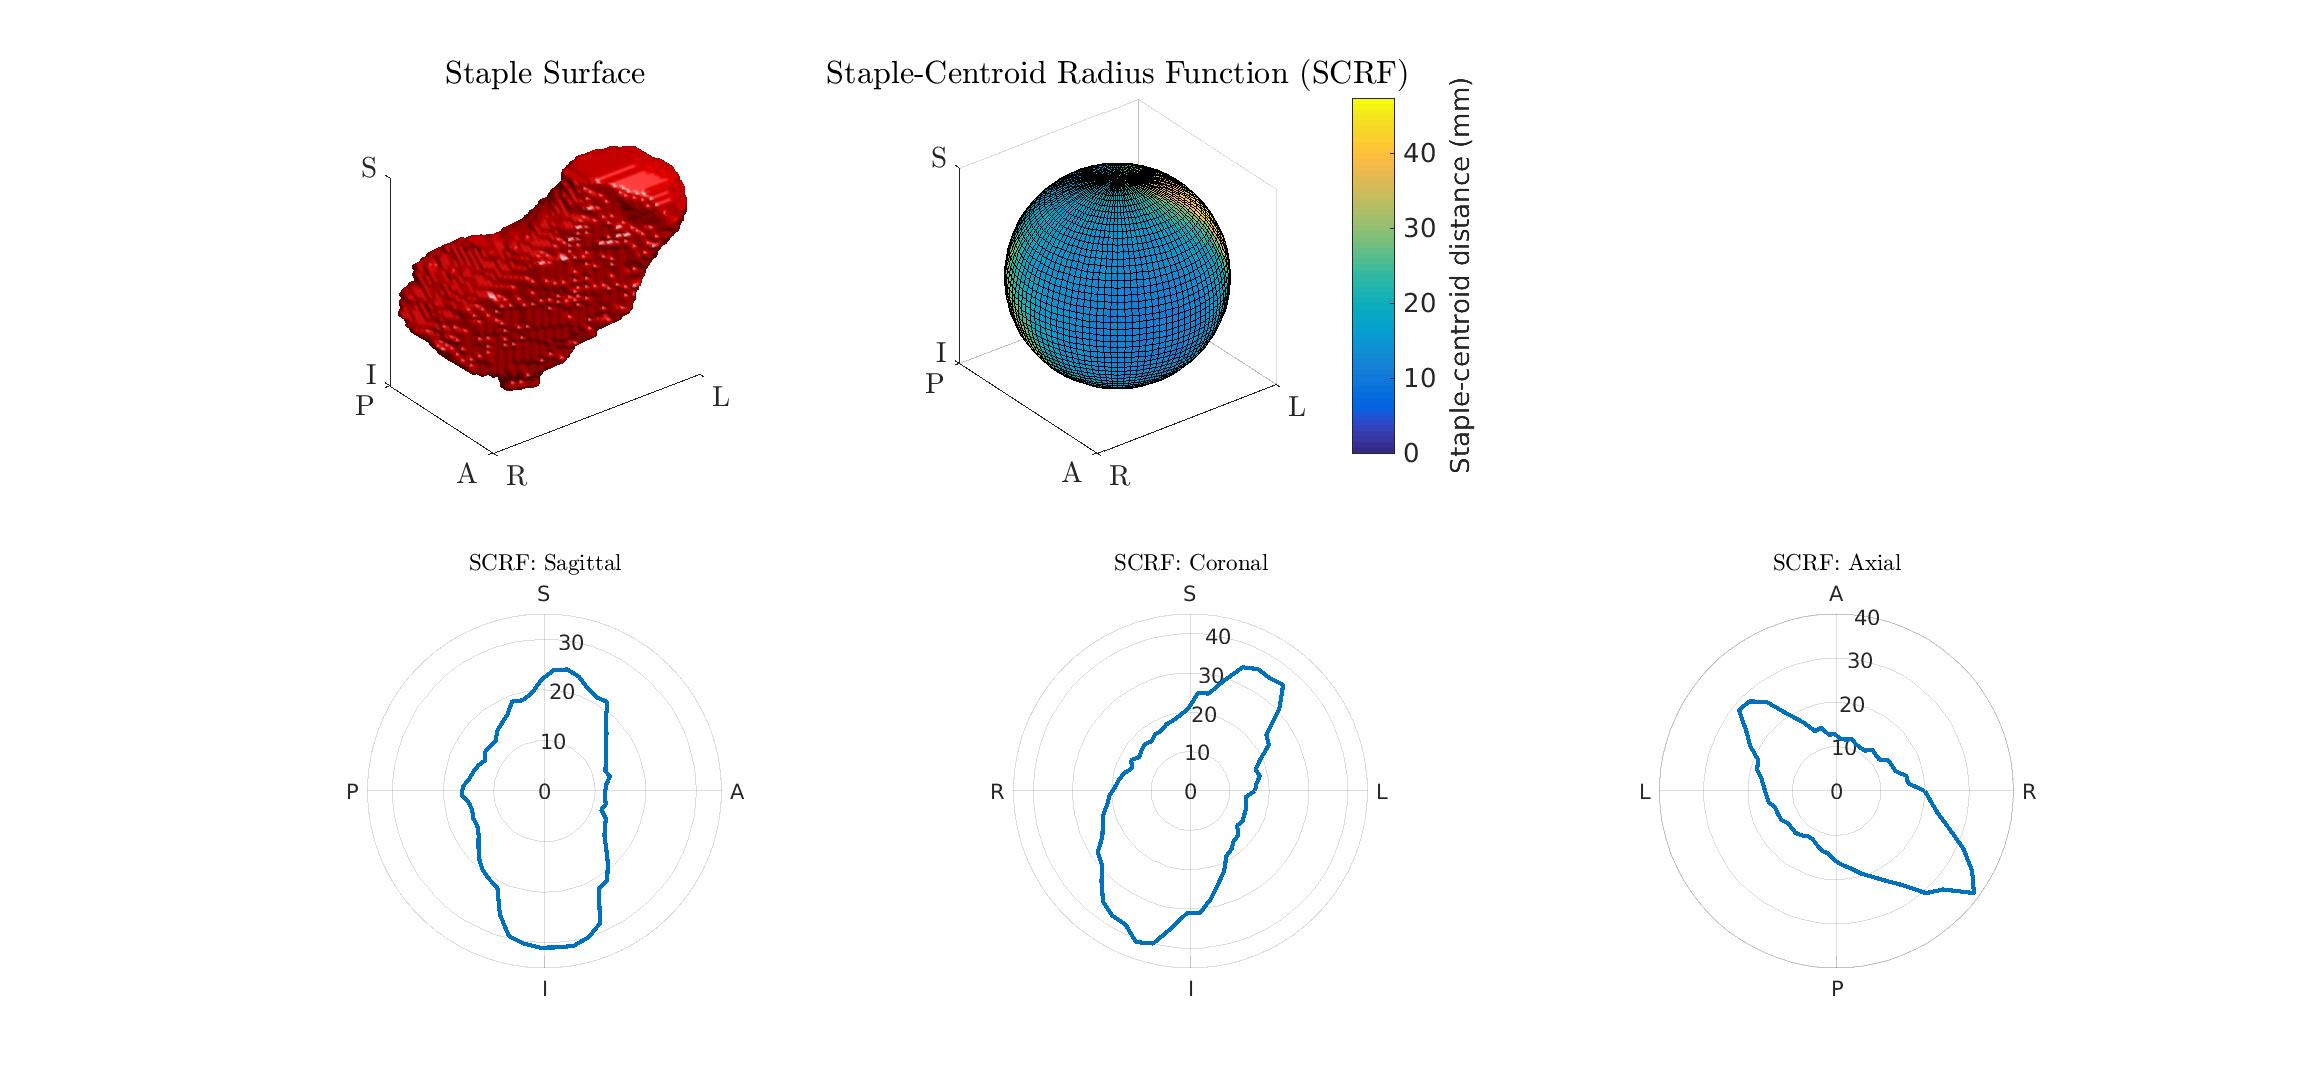 Staple Surface
S
I
P
A
R
L
Staple-Centroid Radius Function (SCRF)
S
I
P
A
R
L
40
30
20
10
0
Staple-centroid distance (mm)
SCRF: Sagittal
S
30
20
10
0
P
A
I
SCRF: Coronal
S
40
30
20
10
0
R
L
I
SCRF: Axial
A
40
30
20
10
0
L
R
P